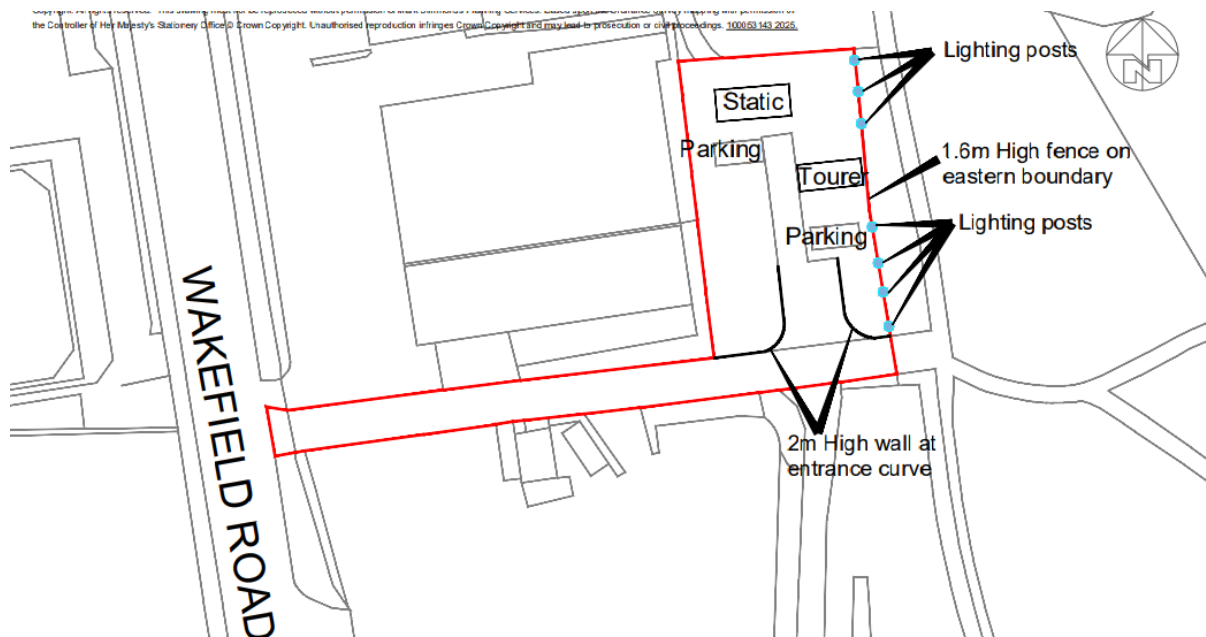 the Controller of Her Majesty's Stationery Office © Crown Copyright. Unauthorised reproduction infringes Crown Copyright and may lead to prosecution or civil proceedings. 100053143 2025.
Lighting posts
N
Static
Parking
1.6m High fence on
eastern boundary
Tourer
Lighting posts
Parking
WAKEFIELD ROAD
2m High wall at
entrance curve